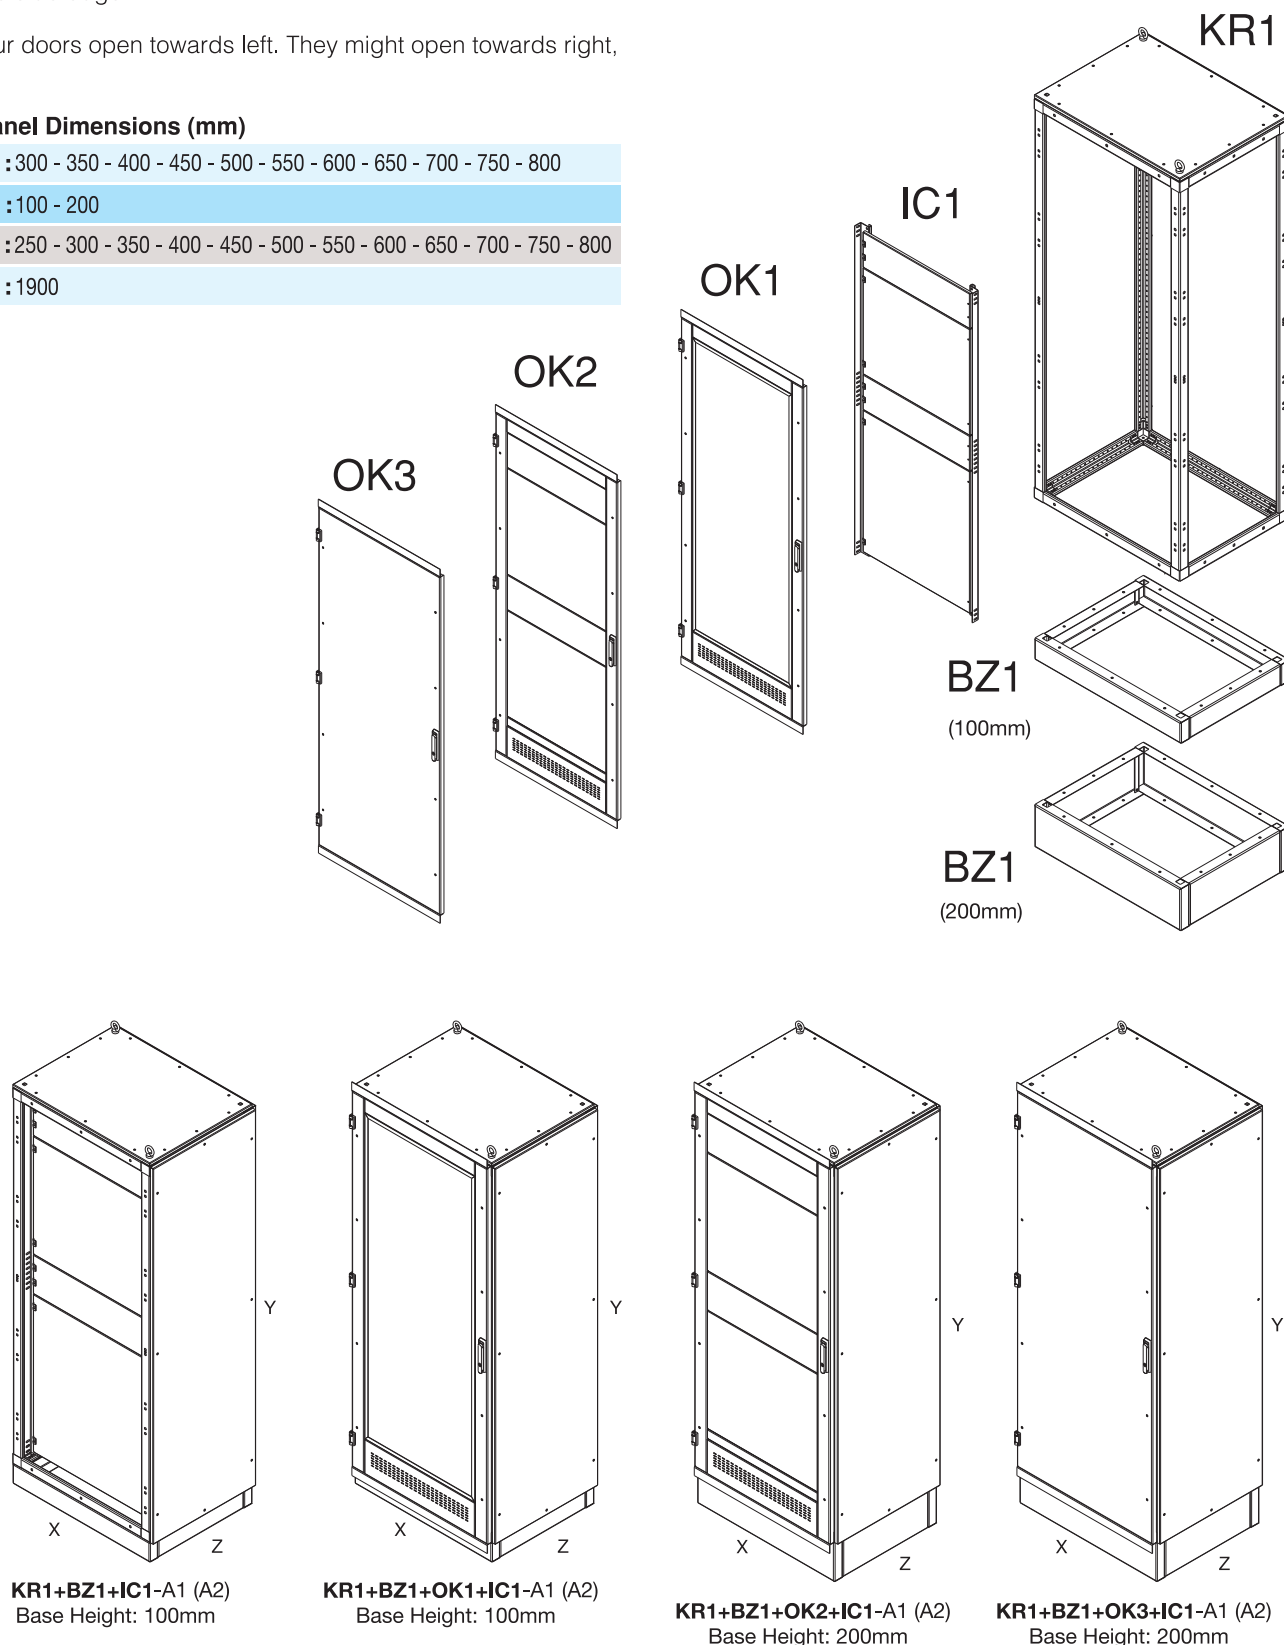 doors open towards left. They might open towards right,
Dimensions (mm)
: 300 - 350 - 400 - 450 - 500 - 550 - 600 - 650 - 700 - 750 - 800
: 100 - 200
: 250 - 300 - 350 - 400 - 450 - 500 - 550 - 600 - 650 - 700 - 750 - 800
: 1900
KR1
IC1
OK1
OK2
OK3
BZ1
(100mm)
BZ1
(200mm)
Y
X
Z
KR1+BZ1+IC1-A1 (A2)
Base Height: 100mm
Y
X
Z
KR1+BZ1+OK1+IC1-A1 (A2)
Base Height: 100mm
Y
X
Z
KR1+BZ1+OK2+IC1-A1 (A2)
Base Height: 200mm
Y
X
Z
KR1+BZ1+OK3+IC1-A1 (A2)
Base Height: 200mm